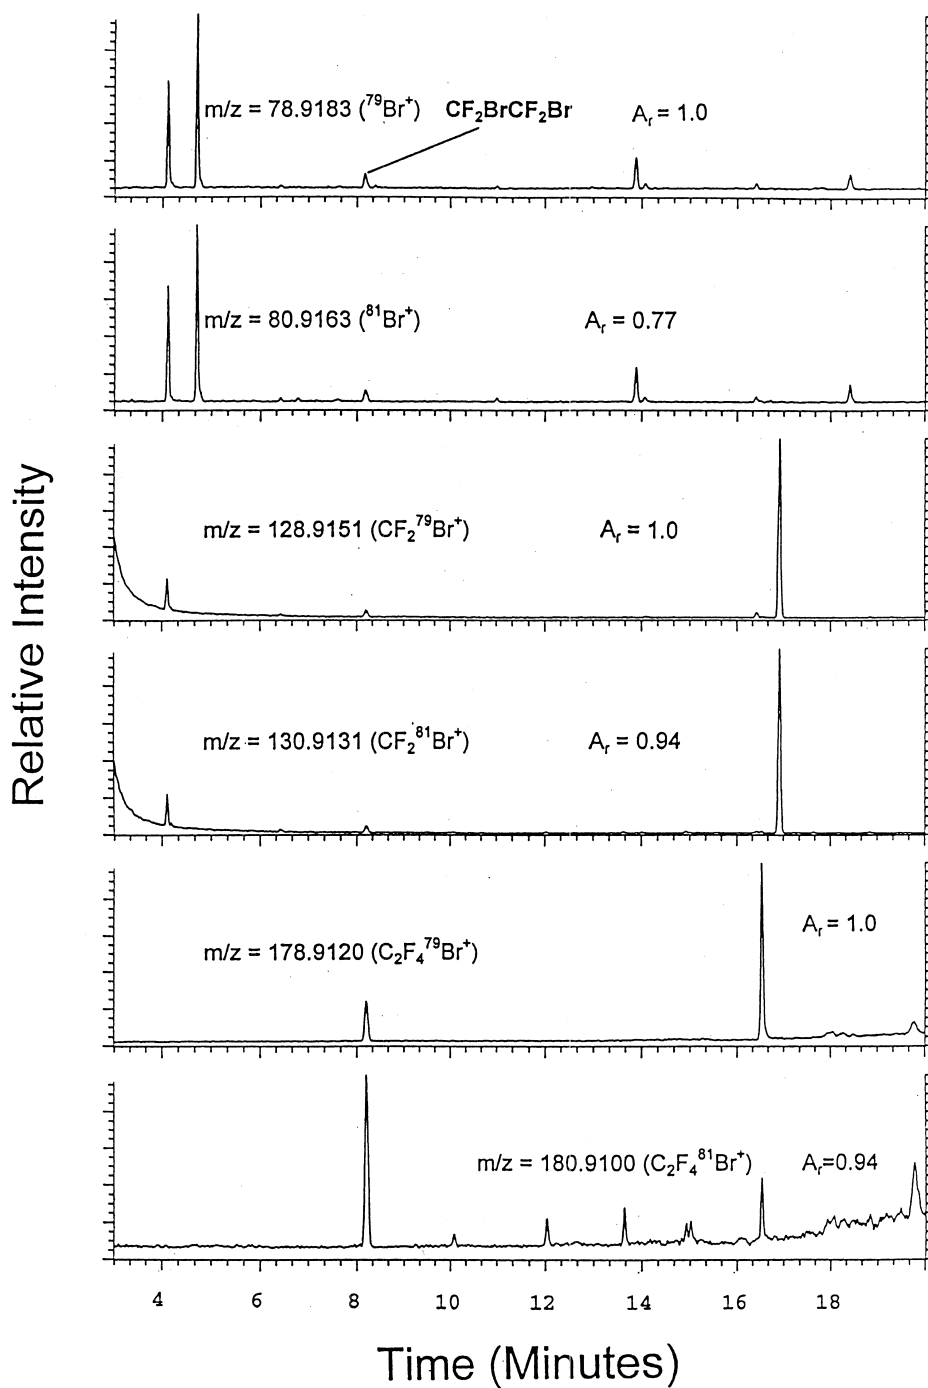 m/z = 78.9183 (⁷⁹Br⁺) CF₂BrCF₂Br Aᵣ = 1.0
m/z = 80.9163 (⁸¹Br⁺) Aᵣ = 0.77
m/z = 128.9151 (CF₂⁷⁹Br⁺) Aᵣ = 1.0
m/z = 130.9131 (CF₂⁸¹Br⁺) Aᵣ = 0.94
Relative Intensity
Aᵣ = 1.0
m/z = 178.9120 (C₂F₄⁷⁹Br⁺)
m/z = 180.9100 (C₂F₄⁸¹Br⁺) Aᵣ=0.94
4 6 8 10 12 14 16 18
Time (Minutes)